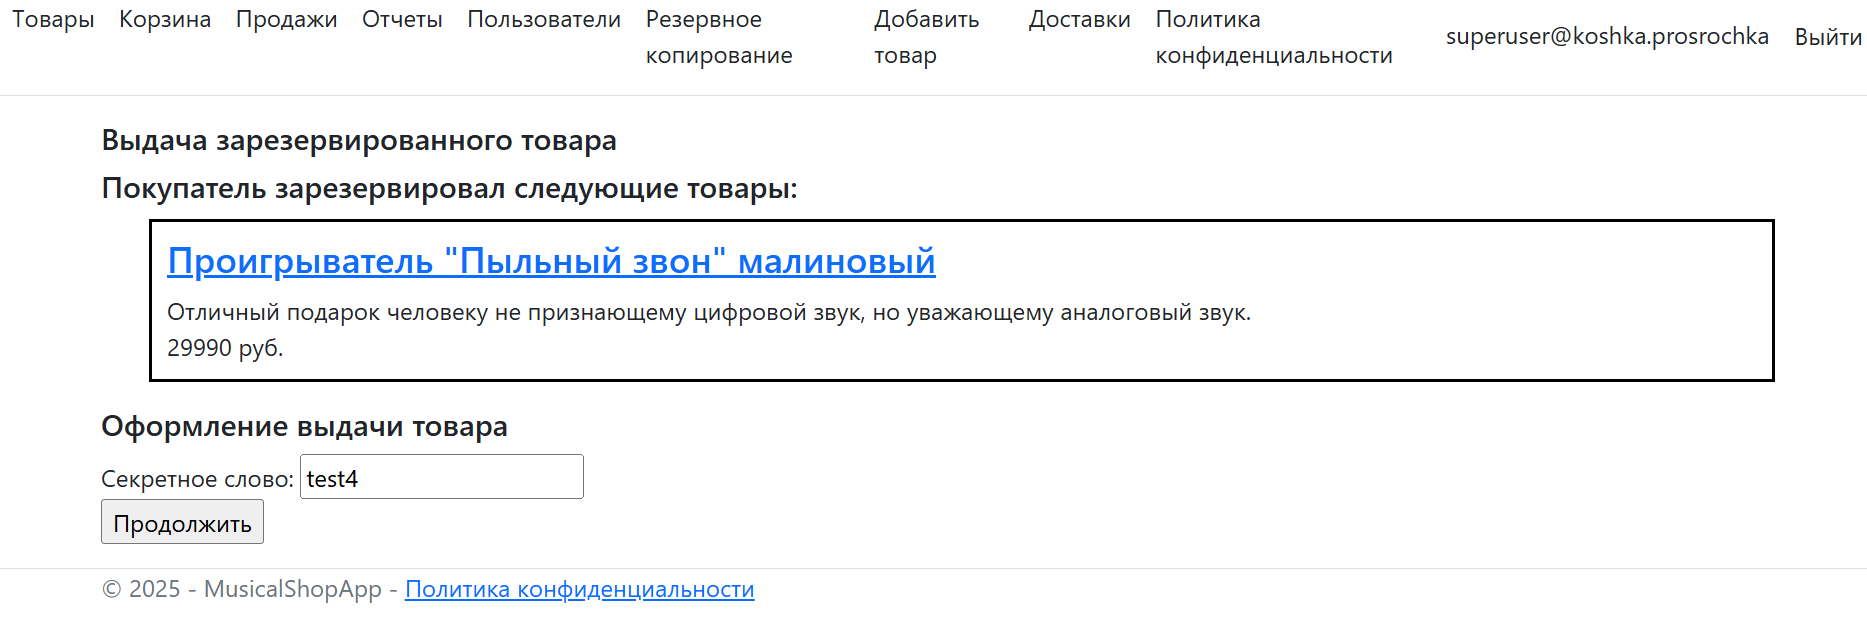 Товары Корзина Продажи Отчеты Пользователи Резервное копирование Добавить товар Доставки Политика конфиденциальности superuser@koshka.prosrochka Выйти
Выдача зарезервированного товара
Покупатель зарезервировал следующие товары:
Проигрыватель "Пыльный звон" малиновый
Отличный подарок человеку не признающему цифровой звук, но уважающему аналоговый звук.
29990 руб.
Оформление выдачи товара
Секретное слово: test4
Продолжить
© 2025 - MusicalShopApp - Политика конфиденциальности